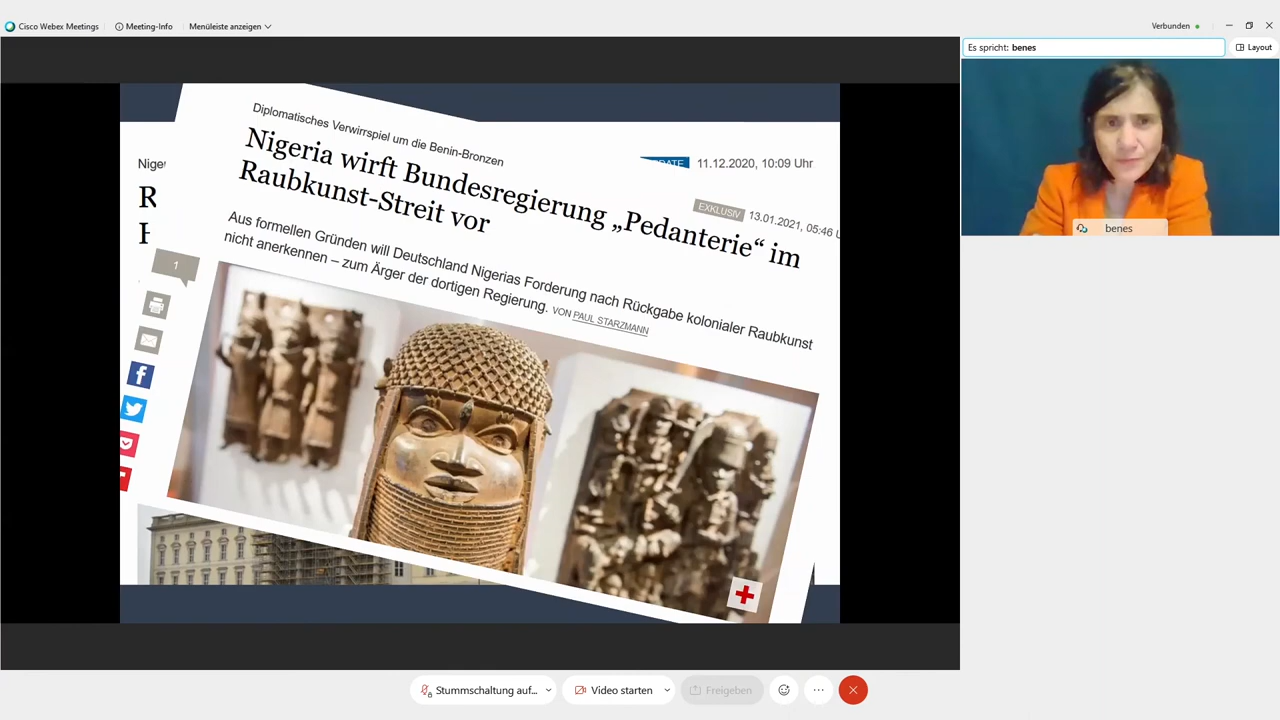 Cisco Webex Meetings
Meeting-Info
Menüleiste anzeigen
Verbunden
Es spricht: benes
Layout
benes
Diplomatisches Verwirrspiel um die Benin-Bronzen
Nigeria wirft Bundesregierung „Pedanterie“ im
Raubkunst-Streit vor
11.12.2020, 10:09 Uhr
EXKLUSIV 13.01.2021, 05:46
Aus formellen Gründen will Deutschland Nigerias Forderung nach Rückgabe kolonialer Raubkunst
nicht anerkennen – zum Ärger der dortigen Regierung. VON PAUL STARZMANN
1
Stummschaltung auf...
Video starten
Freigeben